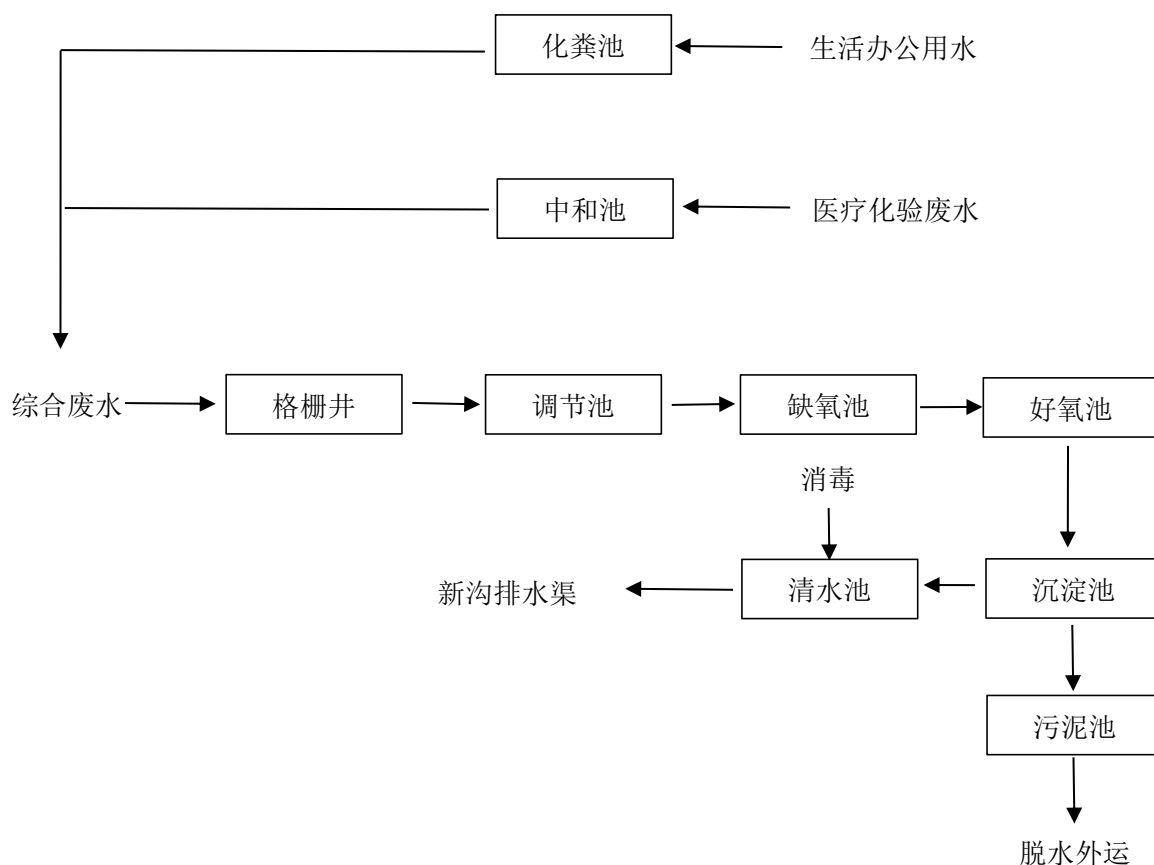 化粪池
生活办公用水
中和池
医疗化验废水
综合废水
格栅井
调节池
缺氧池
好氧池
消毒
新沟排水渠
清水池
沉淀池
污泥池
脱水外运